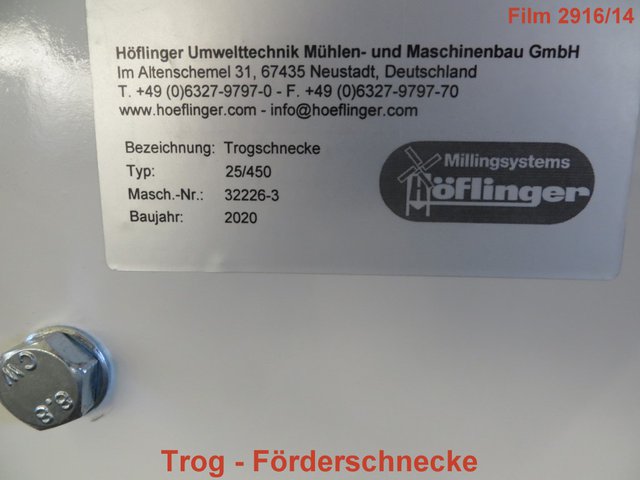 Film 2916/14
Höflinger Umwelttechnik Mühlen- und Maschinenbau GmbH
Im Altenschemel 31, 67435 Neustadt, Deutschland
T. +49 (0)6327-9797-0 - F. +49 (0)6327-9797-70
www.hoeflinger.com - info@hoeflinger.com
Bezeichnung: Trogschnecke
Typ: 25/450
Masch.-Nr.: 32226-3
Baujahr: 2020
Millingsystems
Höflinger
CW
8.8
Trog - Förderschnecke